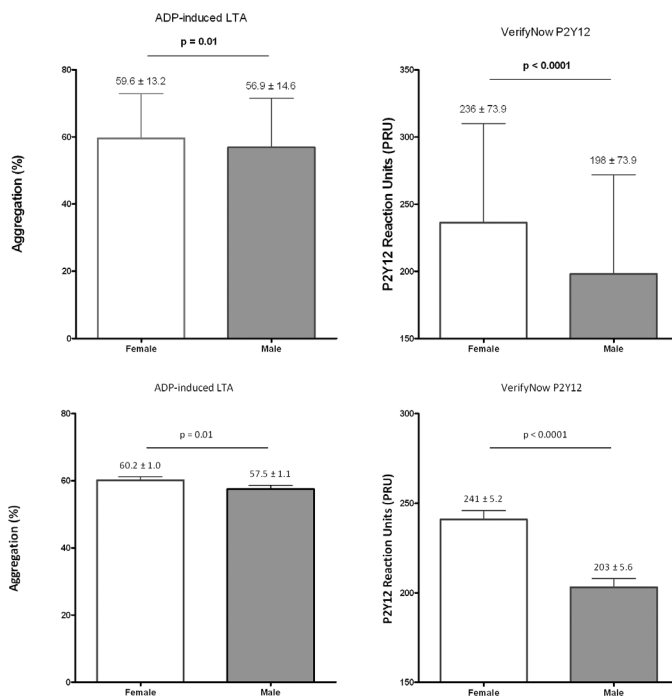 ADP-induced LTA
p = 0.01
80
60
40
20
0
Aggregation (%)
59.6 ± 13.2
56.9 ± 14.6
Female
Male
VerifyNow P2Y12
p < 0.0001
350
300
250
200
150
P2Y12 Reaction Units (PRU)
236 ± 73.9
198 ± 73.9
Female
Male
ADP-induced LTA
p = 0.01
80
60
40
20
0
Aggregation (%)
60.2 ± 1.0
57.5 ± 1.1
Female
Male
VerifyNow P2Y12
p < 0.0001
300
250
200
150
P2Y12 Reaction Units (PRU)
241 ± 5.2
203 ± 5.6
Female
Male